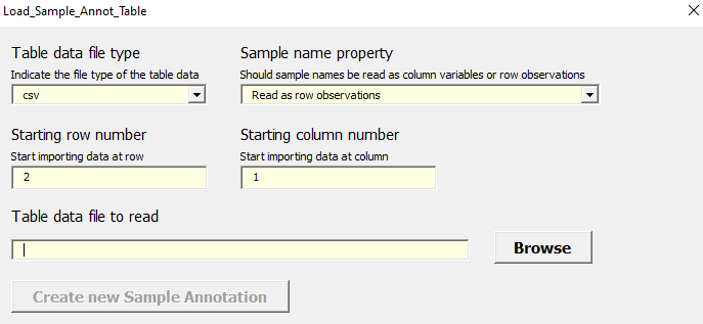 Load_Sample_Annot_Table
Table data file type
Sample name property
Indicate the file type of the table data
Should sample names be read as column variables or row observations
csv
Read as row observations
Starting row number
Starting column number
Start importing data at row
Start importing data at column
2
1
Table data file to read
Browse
Create new Sample Annotation